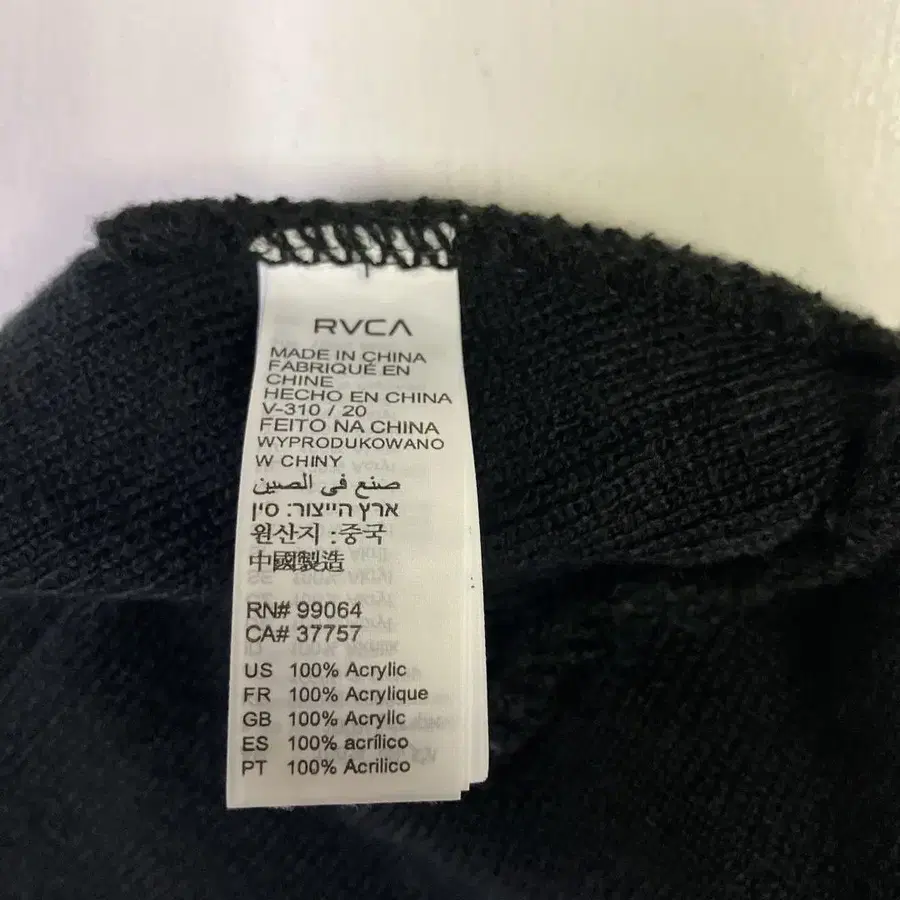 RVCA
MADE IN CHINA
FABRIQUÉ EN
CHINE
HECHO EN CHINA
V-310 / 20
FEITO NA CHINA
WYPRODUKOWANO
W CHINY
صنع في الصين
ארץ הייצור: סין
원산지 :중국
中國製造
RN# 99064
CA# 37757
US 100% Acrylic
FR 100% Acrylique
GB 100% Acrylic
ES 100% acrílico
PT 100% Acrilico